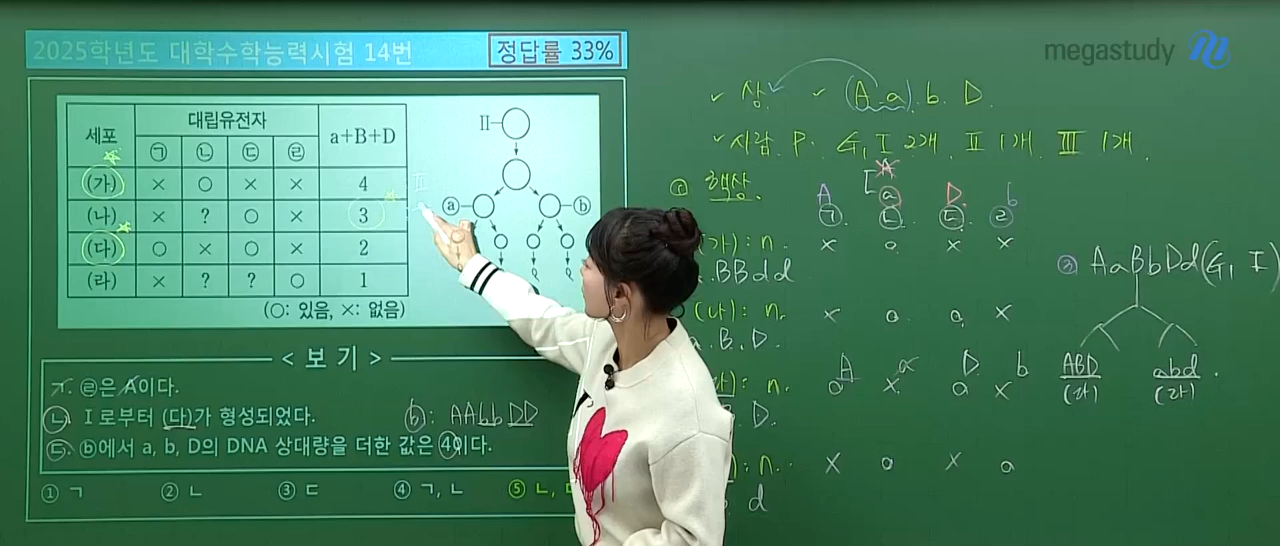 2025학년도 대학수학능력시험 14번
정답률 33%
megastudy
세포 대립유전자 a+B+D
㉠ ㉡ ㉢ ㉣
(가) × ○ × × 4
(나) × ? ○ × 3
(다) ○ × ○ × 2
(라) × ? ? ○ 1
(○: 있음, ×: 없음)
Ⅱ
ⓐ ⓑ
< 보 기 >
ㄱ. ㉣은 A이다.
ㄴ. Ⅰ로부터 (다)가 형성되었다.
ⓑ: AAbbDD
ㄷ. ⓑ에서 a, b, D의 DNA 상대량을 더한 값은 4이다.
① ㄱ ② ㄴ ③ ㄷ ④ ㄱ, ㄴ ⑤ ㄴ,
✓ 상. ✓ (A a) b. D.
✓ 사람 P. G₁ Ⅰ 2개 Ⅱ 1개. Ⅲ 1개.
① 핵상.
A
A [a D. b
㉠ ㉡ ㉢ ㉣
(가): n. × o × ×
BBdd
(나): n. × o o ×
B. D.
A a D b
: n. o × o ×
D.
: n. × o × o
d
② AaBbDd(G₁ Ⅰ)
ABD abd
(다) (라)